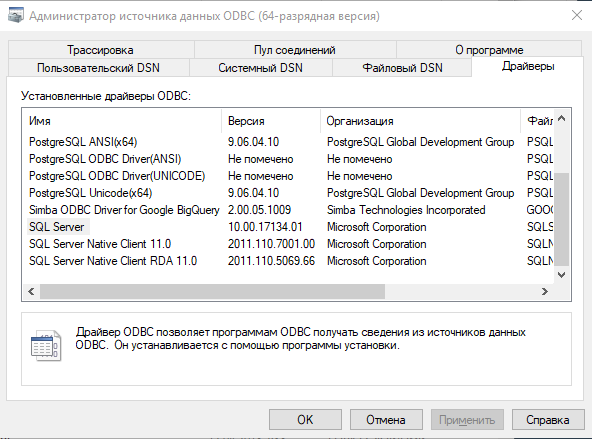 Администратор источника данных ODBC (64-разрядная версия)
Трассировка Пул соединений О программе
Пользовательский DSN Системный DSN Файловый DSN Драйверы
Установленные драйверы ODBC:
Имя Версия Организация Файл
PostgreSQL ANSI(x64) 9.06.04.10 PostgreSQL Global Development Group PSQL
PostgreSQL ODBC Driver(ANSI) Не помечено Не помечено PSQL
PostgreSQL ODBC Driver(UNICODE) Не помечено Не помечено PSQL
PostgreSQL Unicode(x64) 9.06.04.10 PostgreSQL Global Development Group PSQL
Simba ODBC Driver for Google BigQuery 2.00.05.1009 Simba Technologies Incorporated GOOG
SQL Server 10.00.17134.01 Microsoft Corporation SQLS
SQL Server Native Client 11.0 2011.110.7001.00 Microsoft Corporation SQLN
SQL Server Native Client RDA 11.0 2011.110.5069.66 Microsoft Corporation SQLN
Драйвер ODBC позволяет программам ODBC получать сведения из источников данных
ODBC. Он устанавливается с помощью программы установки.
OK Отмена Применить Справка